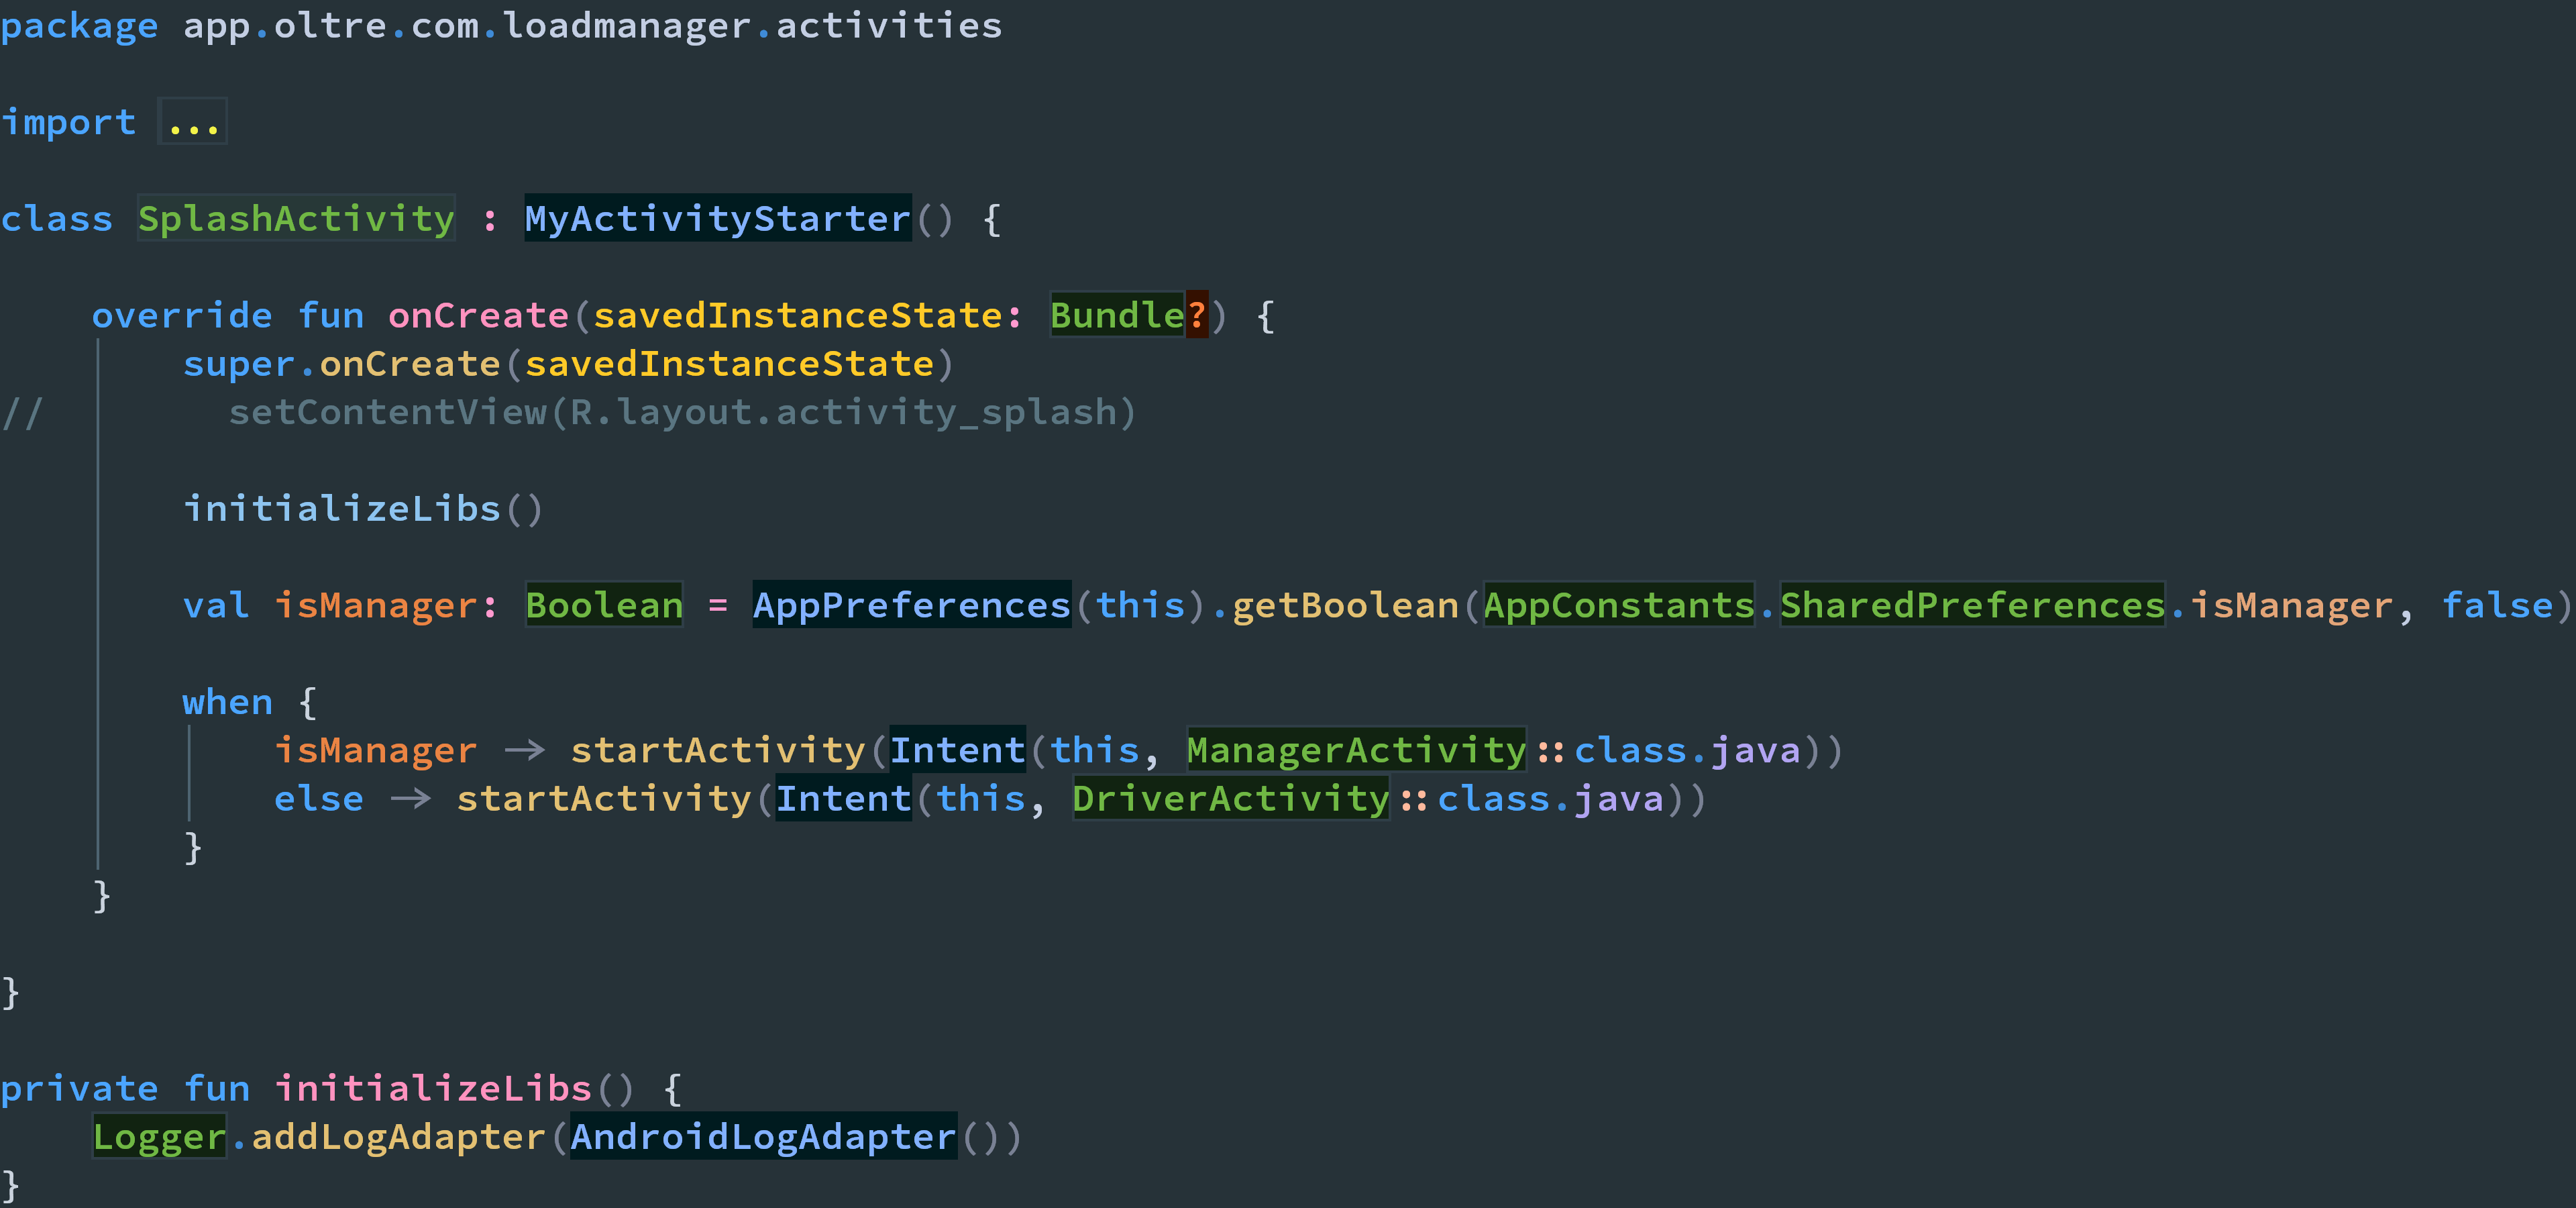 package app.oltre.com.loadmanager.activities
import ...
class SplashActivity : MyActivityStarter() {
override fun onCreate(savedInstanceState: Bundle?) {
super.onCreate(savedInstanceState)
// setContentView(R.layout.activity_splash)
initializeLibs()
val isManager: Boolean = AppPreferences(this).getBoolean(AppConstants.SharedPreferences.isManager, false)
when {
isManager -> startActivity(Intent(this, ManagerActivity::class.java))
else -> startActivity(Intent(this, DriverActivity::class.java))
}
}
}
private fun initializeLibs() {
Logger.addLogAdapter(AndroidLogAdapter())
}